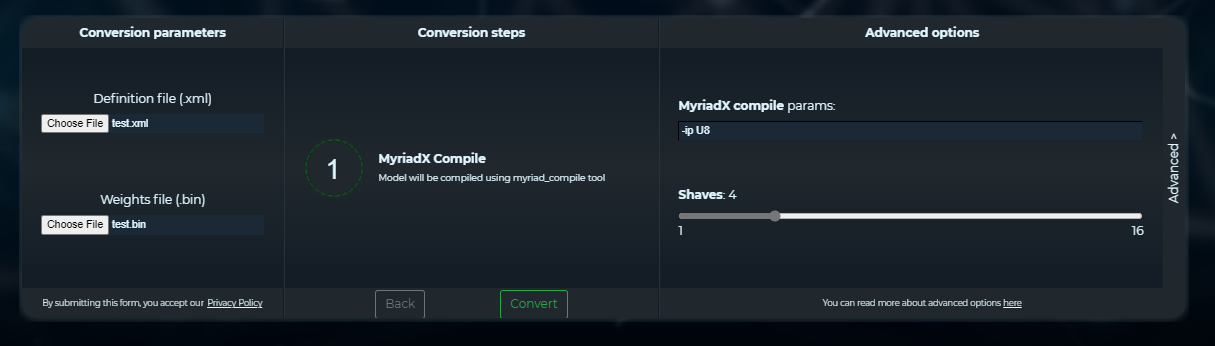 Conversion parameters
Definition file (.xml)
Choose File test.xml
Weights file (.bin)
Choose File test.bin
By submitting this form, you accept our Privacy Policy
Conversion steps
1
MyriadX Compile
Model will be compiled using myriad_compile tool
Back Convert
Advanced options
MyriadX compile params:
-ip U8
Shaves: 4
1 16
You can read more about advanced options here
Advanced >